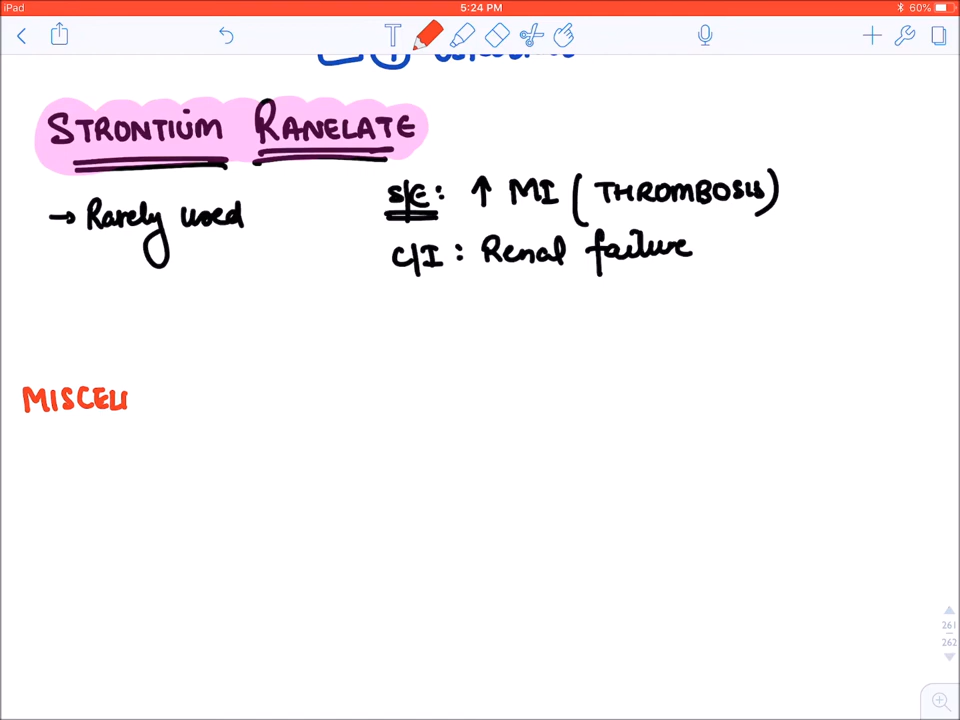 iPad 5:24 PM 60%
STRONTIUM RANELATE
→ Rarely used
S/E: ↑ MI (THROMBOSIS)
C/I: Renal failure
MISCELL
261
262